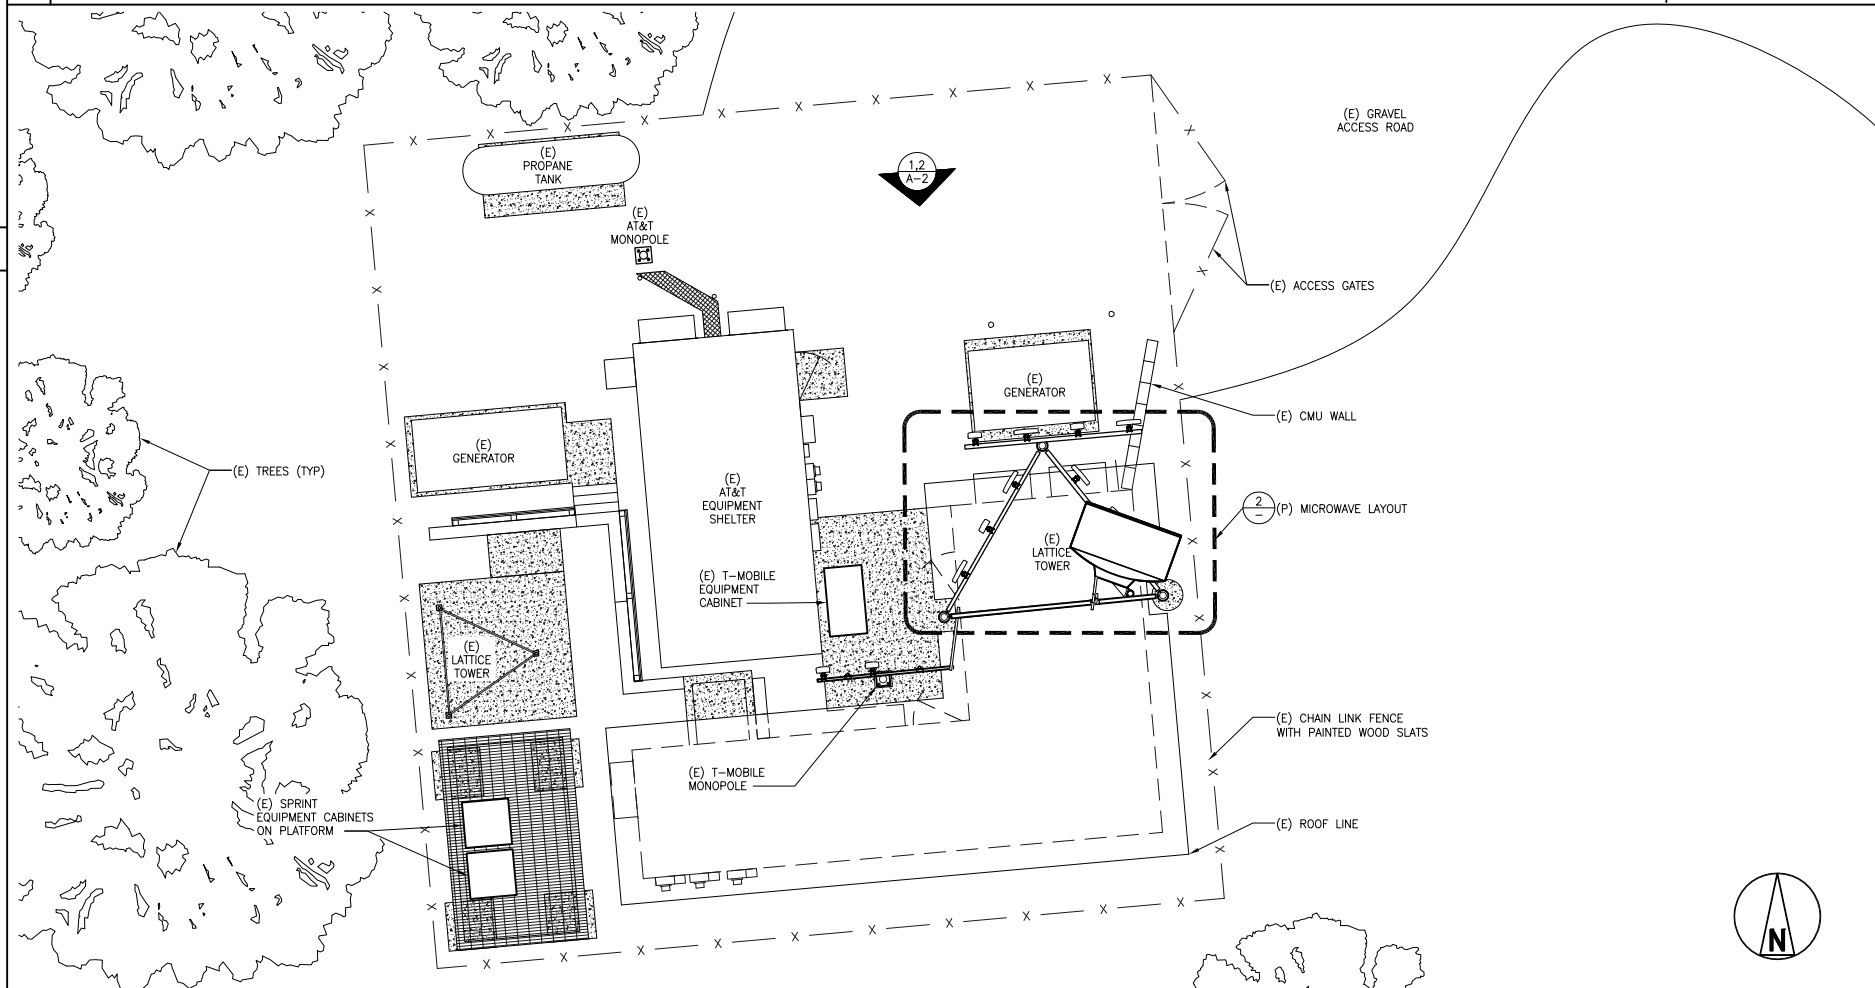 (E) GRAVEL
ACCESS ROAD
(E)
PROPANE
TANK
1,2
A-2
(E)
AT&T
MONOPOLE
(E) ACCESS GATES
(E)
GENERATOR
(E) CMU WALL
(E)
GENERATOR
(E) TREES (TYP)
(E)
AT&T
EQUIPMENT
SHELTER
2
–
(P) MICROWAVE LAYOUT
(E)
LATTICE
TOWER
(E) T-MOBILE
EQUIPMENT
CABINET
(E)
LATTICE
TOWER
(E) CHAIN LINK FENCE
WITH PAINTED WOOD SLATS
(E) T-MOBILE
MONOPOLE
(E) SPRINT
EQUIPMENT CABINETS
ON PLATFORM
(E) ROOF LINE
N